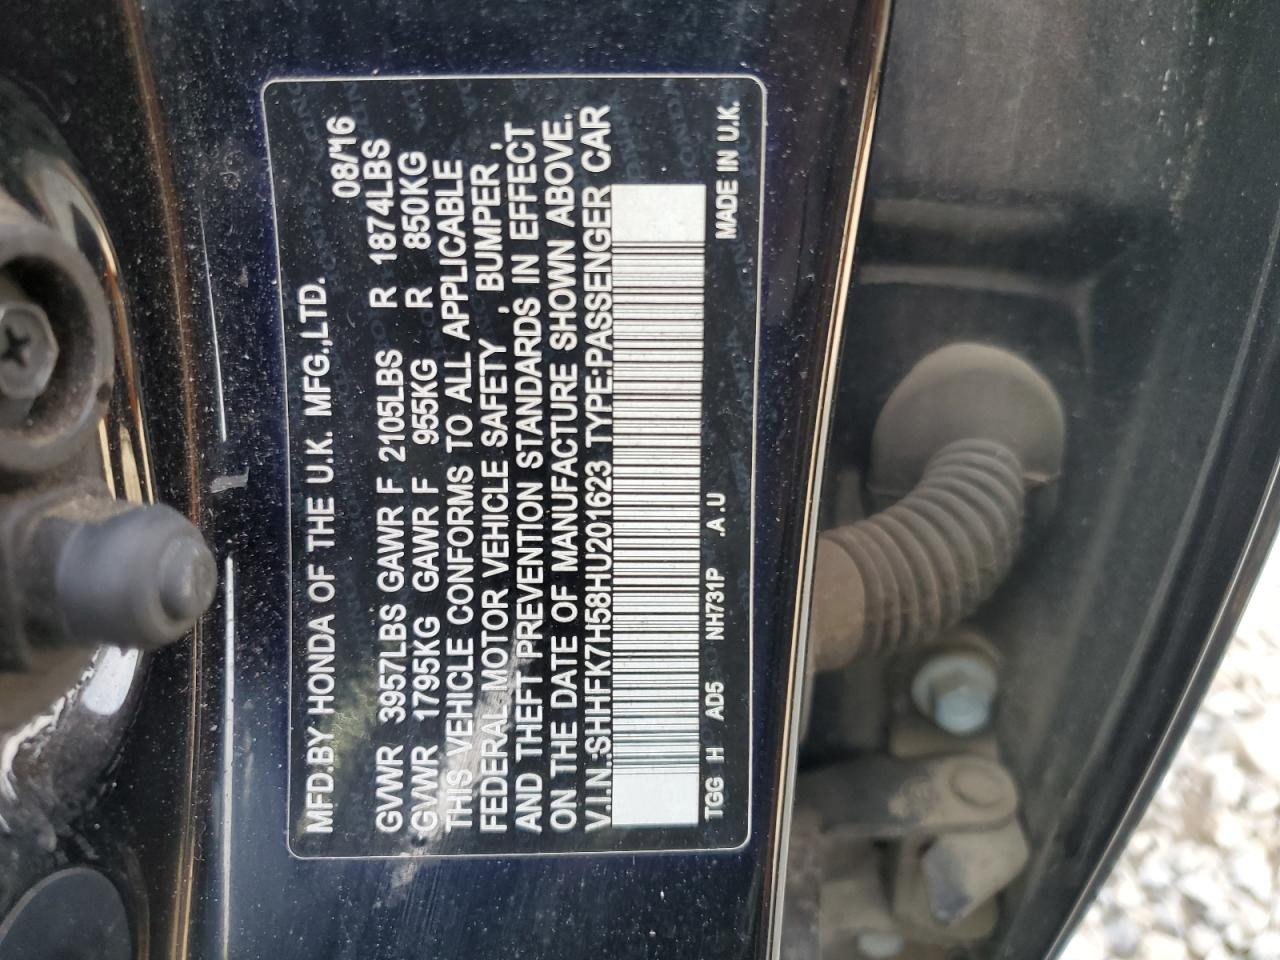 MFD.BY HONDA OF THE U.K. MFG.,LTD. 08/'16
GVWR 3957LBS GAWR F 2105LBS R 1874LBS
GVWR 1795KG GAWR F 955KG R 850KG
THIS VEHICLE CONFORMS TO ALL APPLICABLE
FEDERAL MOTOR VEHICLE SAFETY , BUMPER ,
AND THEFT PREVENTION STANDARDS IN EFFECT
ON THE DATE OF MANUFACTURE SHOWN ABOVE.
V.I.N.:SHHFK7H58HU201623 TYPE:PASSENGER CAR
TGG H AD5 NH731P .A.U MADE IN U.K.